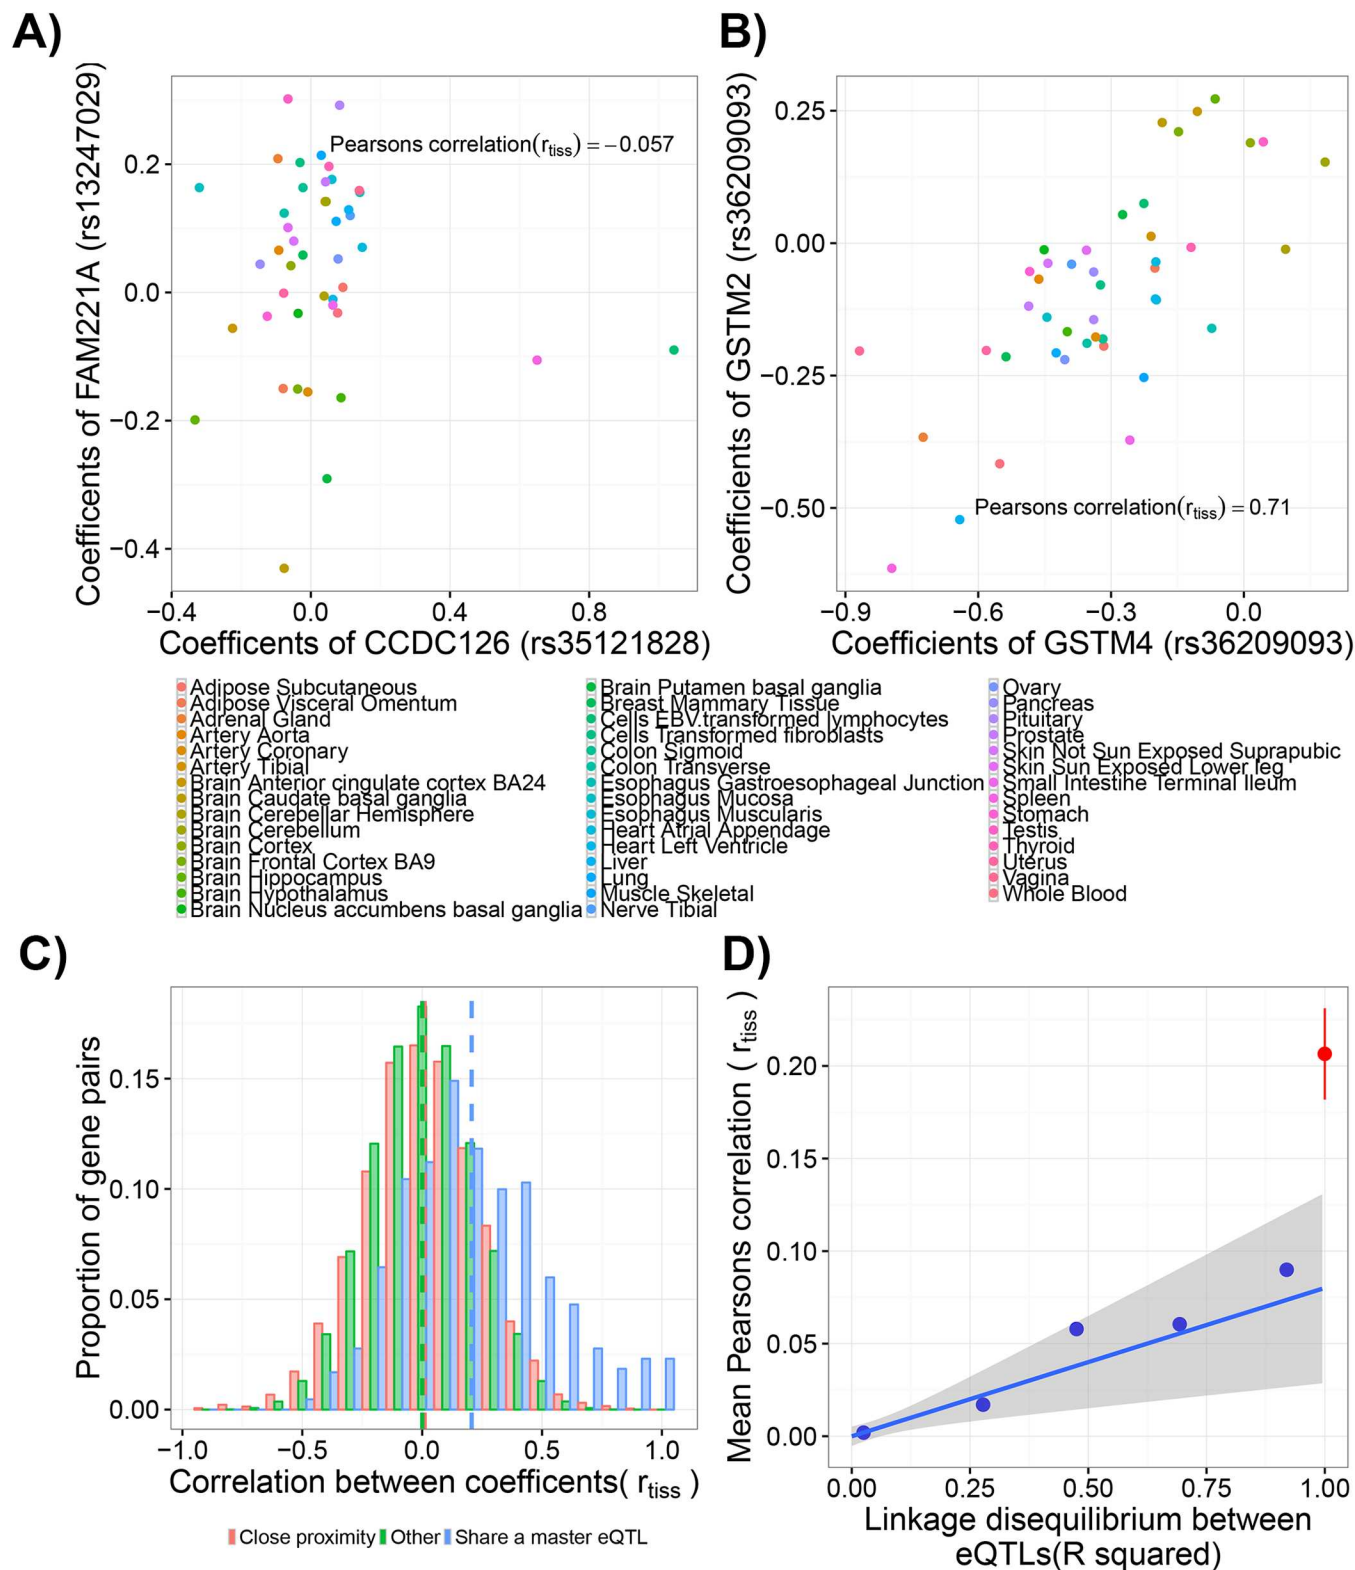 A)
Coefficents of FAM221A (rs13247029)
0.2
0.0
−0.2
−0.4
Pearsons correlation(rtiss) = −0.057
−0.4 0.0 0.4 0.8
Coefficents of CCDC126 (rs35121828)
B)
Coefficients of GSTM2 (rs36209093)
0.25
0.00
−0.25
−0.50
Pearsons correlation(rtiss) = 0.71
−0.9 −0.6 −0.3 0.0
Coefficients of GSTM4 (rs36209093)
Adipose Subcutaneous
Adipose Visceral Omentum
Adrenal Gland
Artery Aorta
Artery Coronary
Artery Tibial
Brain Anterior cingulate cortex BA24
Brain Caudate basal ganglia
Brain Cerebellar Hemisphere
Brain Cerebellum
Brain Cortex
Brain Frontal Cortex BA9
Brain Hippocampus
Brain Hypothalamus
Brain Nucleus accumbens basal ganglia
Brain Putamen basal ganglia
Breast Mammary Tissue
Cells EBV.transformed lymphocytes
Cells Transformed fibroblasts
Colon Sigmoid
Colon Transverse
Esophagus Gastroesophageal Junction
Esophagus Mucosa
Esophagus Muscularis
Heart Atrial Appendage
Heart Left Ventricle
Liver
Lung
Muscle Skeletal
Nerve Tibial
Ovary
Pancreas
Pituitary
Prostate
Skin Not Sun Exposed Suprapubic
Skin Sun Exposed Lower leg
Small Intestine Terminal Ileum
Spleen
Stomach
Testis
Thyroid
Uterus
Vagina
Whole Blood
C)
Proportion of gene pairs
0.15
0.10
0.05
0.00
−1.0 −0.5 0.0 0.5 1.0
Correlation between coefficents( rtiss )
Close proximity Other Share a master eQTL
D)
Mean Pearsons correlation ( rtiss )
0.20
0.15
0.10
0.05
0.00
0.00 0.25 0.50 0.75 1.00
Linkage disequilibrium between
eQTLs(R squared)